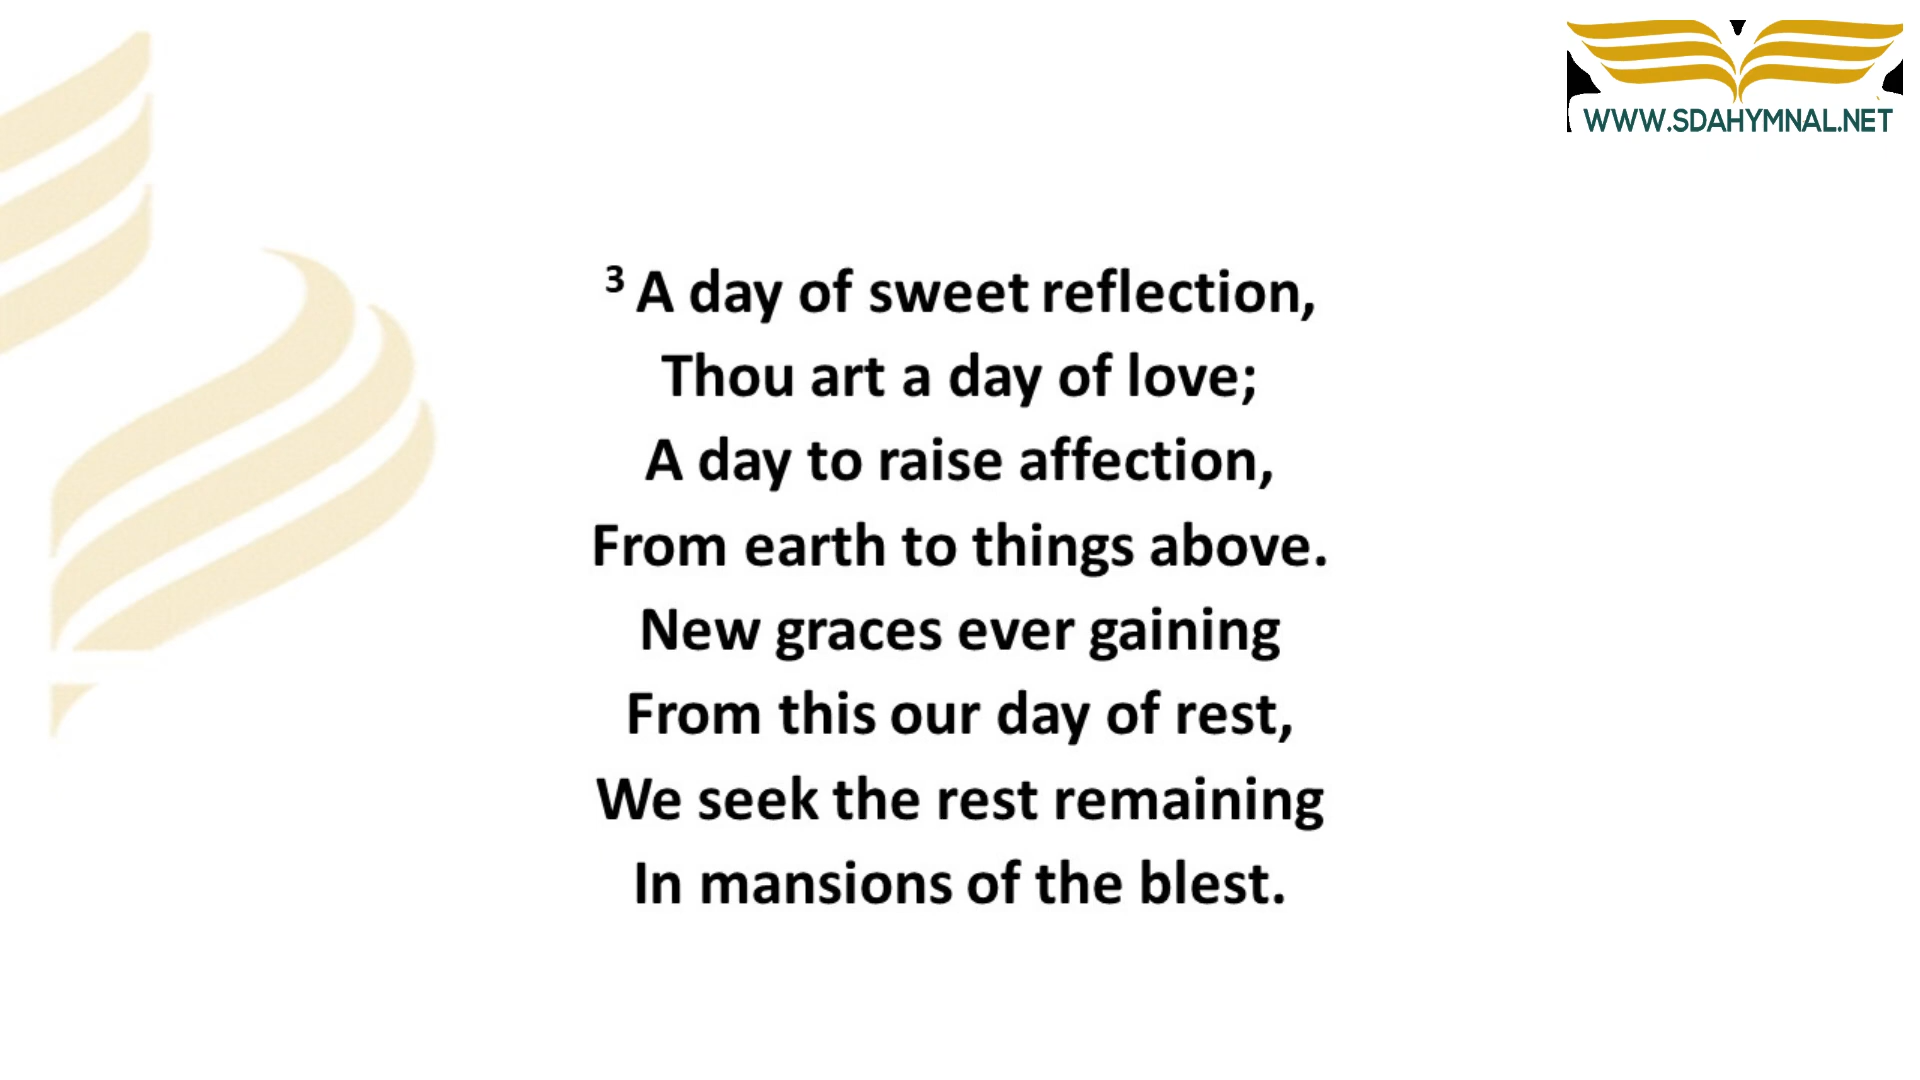 WWW.SDAHYMNAL.NET
3 A day of sweet reflection,
Thou art a day of love;
A day to raise affection,
From earth to things above.
New graces ever gaining
From this our day of rest,
We seek the rest remaining
In mansions of the blest.